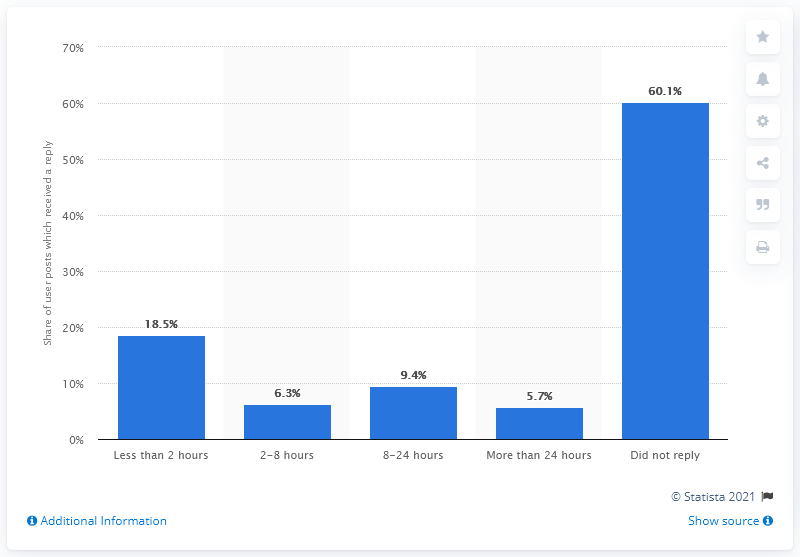 70%
60%
50%
40%
30%
20%
10%
0%
Share of user posts which received a reply
18.5%
6.3%
9.4%
5.7%
60.1%
Less than 2 hours
2-8 hours
8-24 hours
More than 24 hours
Did not reply
© Statista 2021
Additional Information
Show source